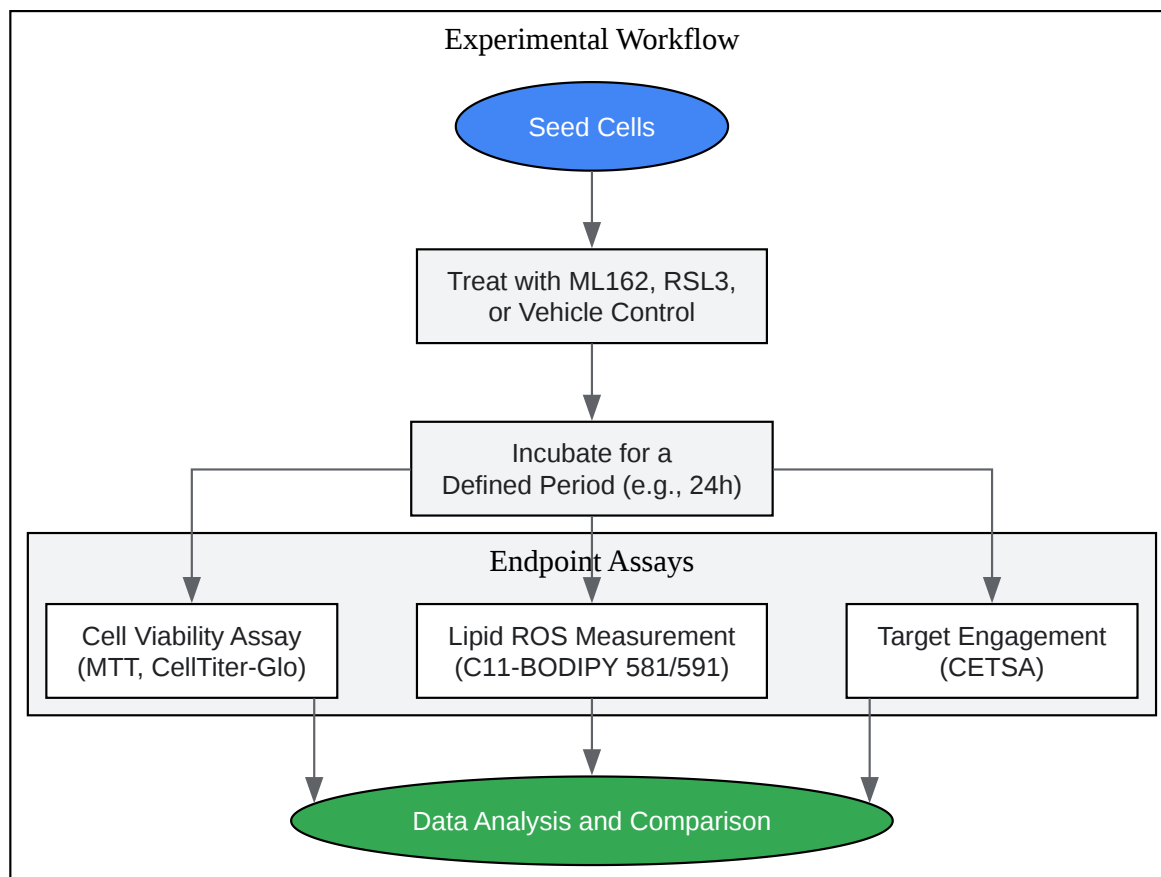 Experimental Workflow
Seed Cells
Treat with ML162, RSL3,
or Vehicle Control
Incubate for a
Defined Period (e.g., 24h)
Endpoint Assays
Cell Viability Assay
(MTT, CellTiter-Glo)
Lipid ROS Measurement
(C11-BODIPY 581/591)
Target Engagement
(CETSA)
Data Analysis and Comparison